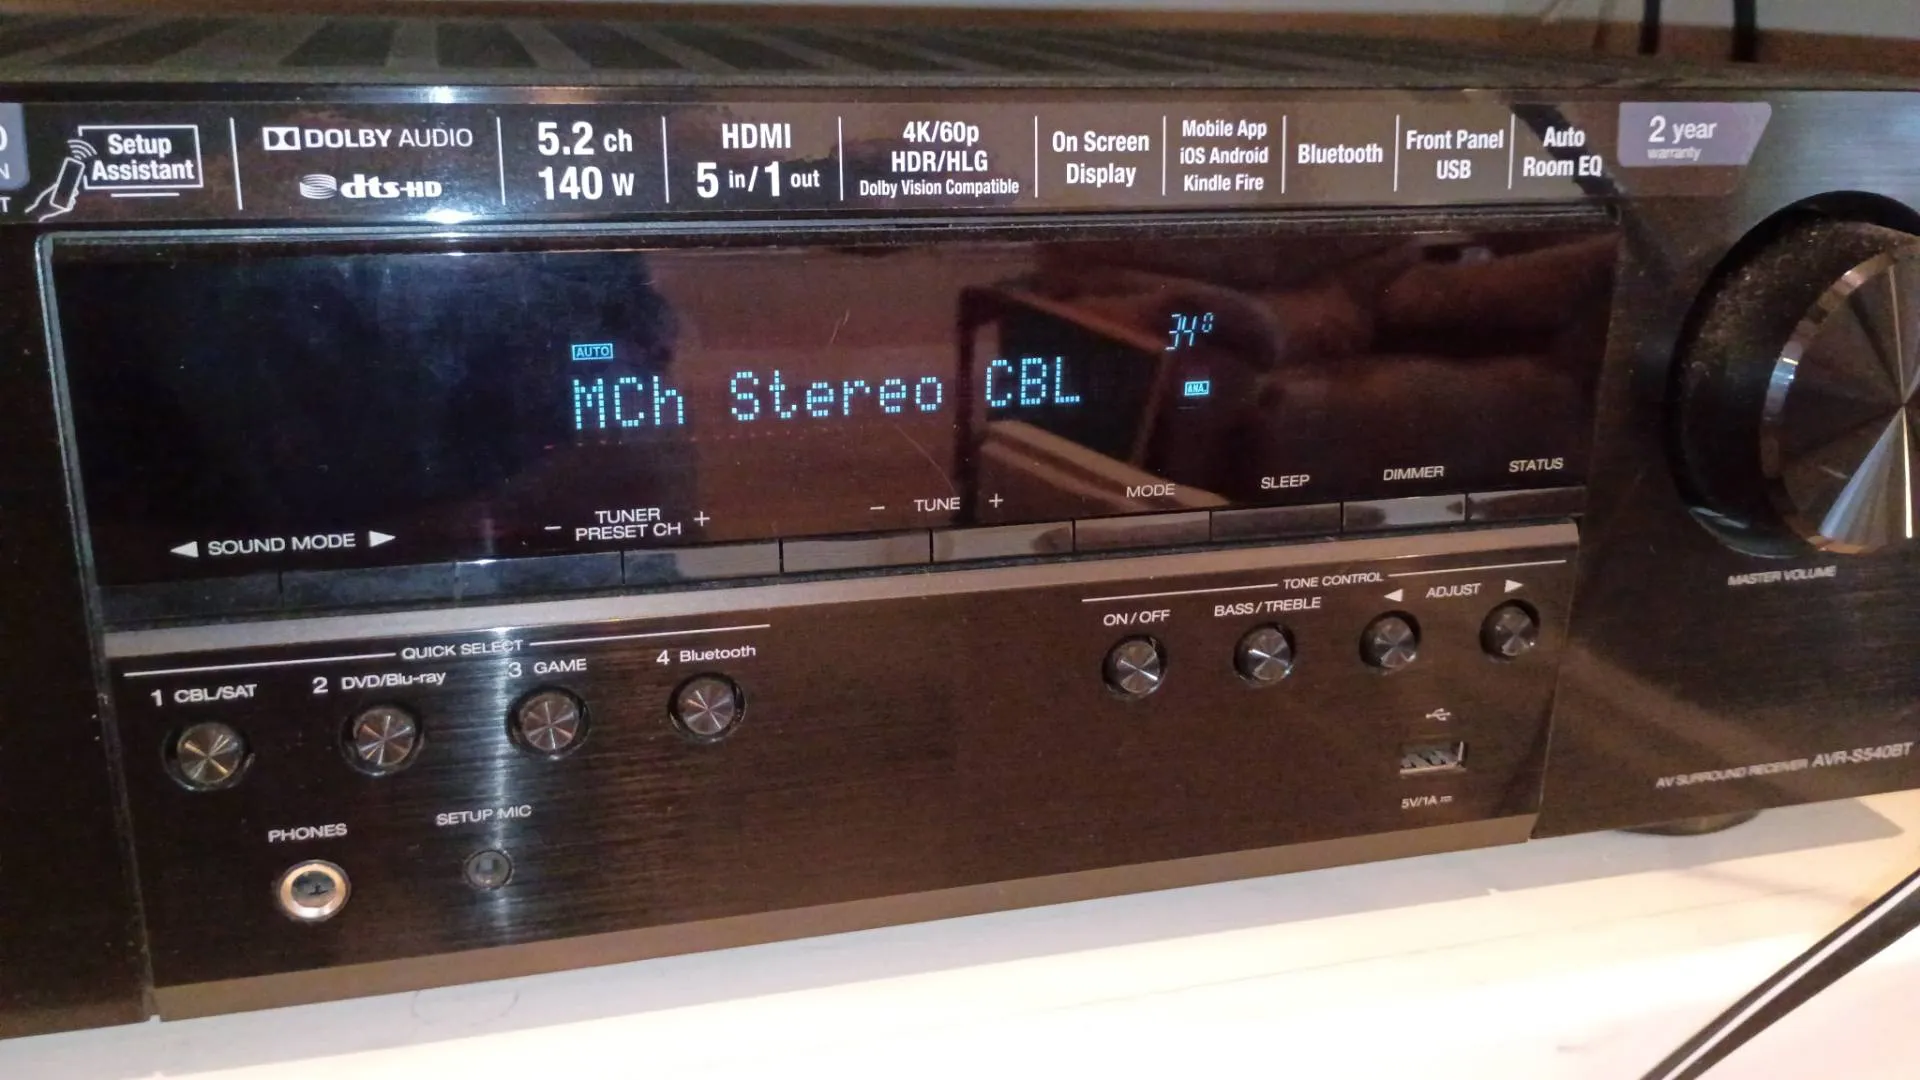 Setup
Assistant
DOLBY AUDIO
dts-HD
5.2 ch
140 W
HDMI
5 in/1 out
4K/60p
HDR/HLG
Dolby Vision Compatible
On Screen
Display
Mobile App
iOS Android
Kindle Fire
Bluetooth
Front Panel
USB
Auto
Room EQ
2 year
warranty
340
AUTO
MCh Stereo CBL
ANA.
SOUND MODE
− TUNER PRESET CH +
− TUNE +
MODE
SLEEP
DIMMER
STATUS
MASTER VOLUME
QUICK SELECT
1 CBL/SAT
2 DVD/Blu-ray
3 GAME
4 Bluetooth
TONE CONTROL
ON / OFF
BASS / TREBLE
ADJUST
PHONES
SETUP MIC
5V/1A
AV SURROUND RECEIVER AVR-S540BT